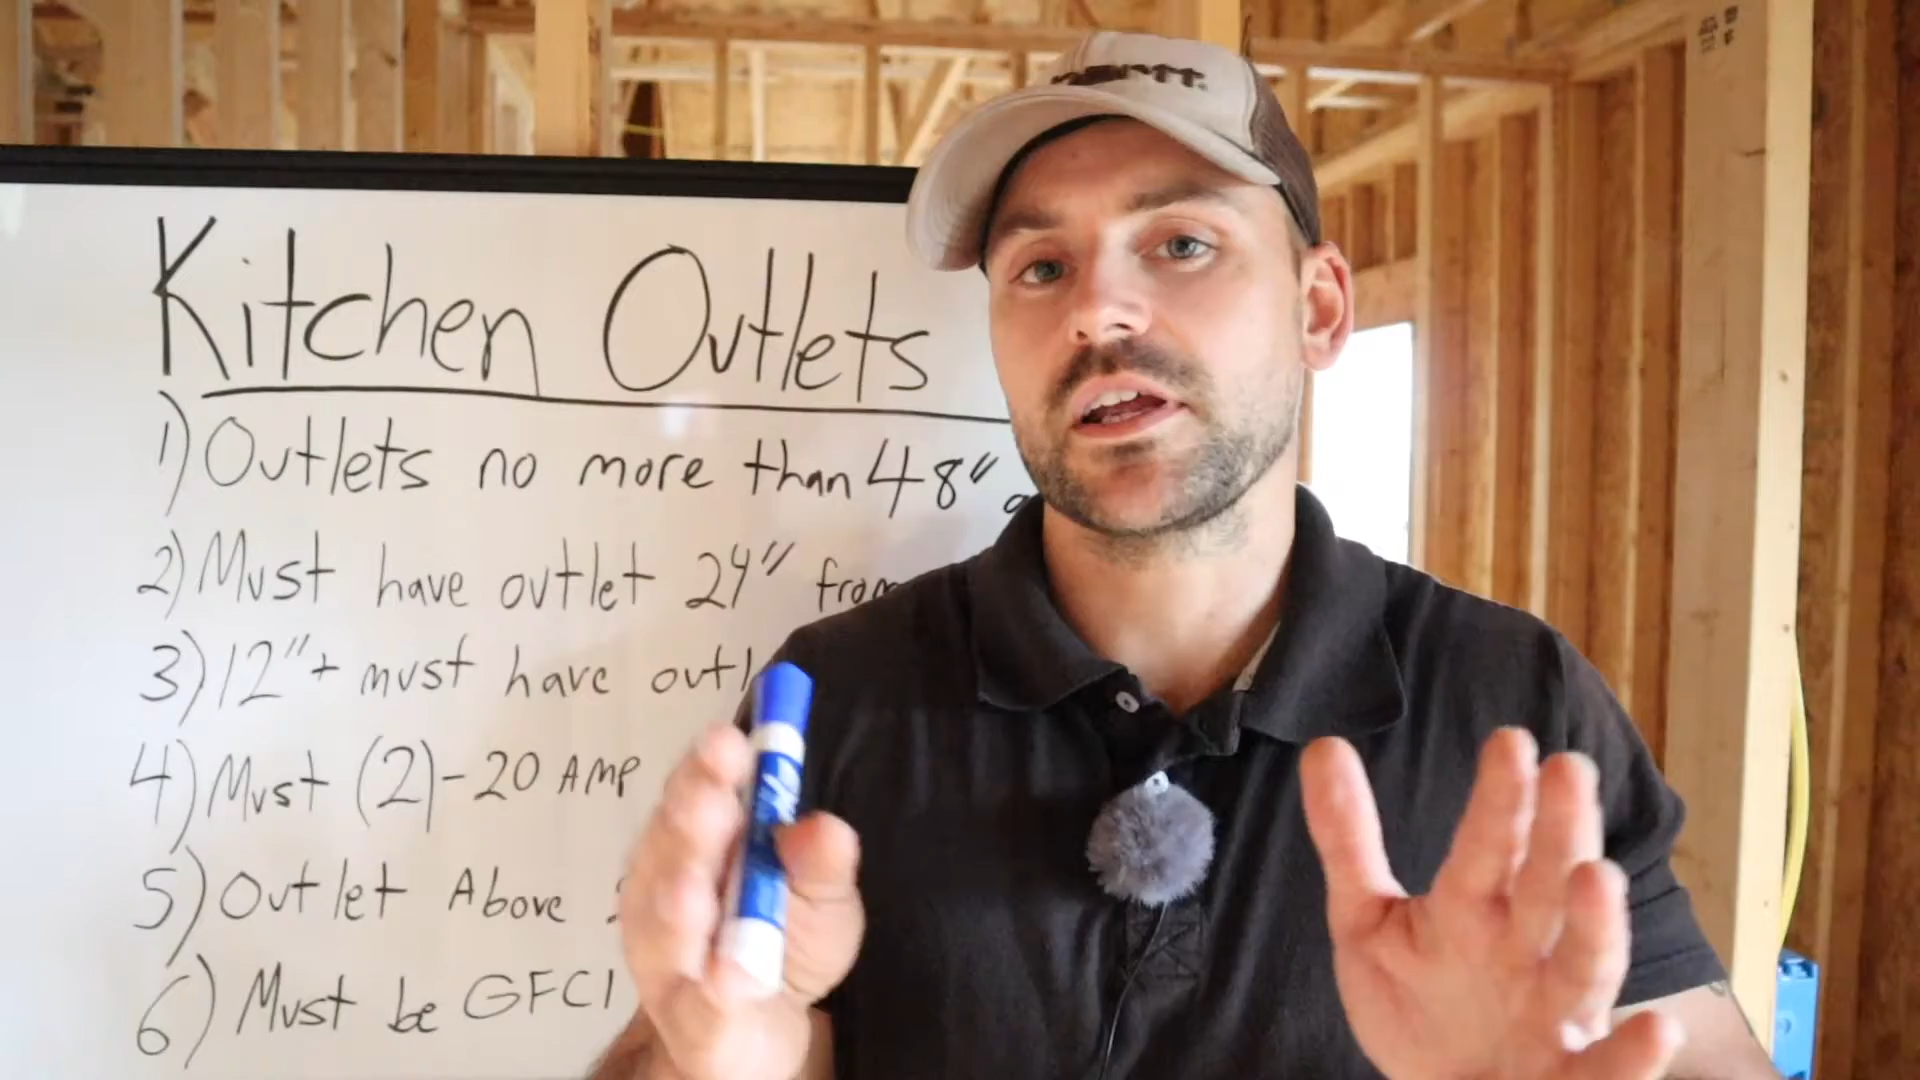 Kitchen Outlets
1) Outlets no more than 48"
2) Must have outlet 24" from
3) 12"+ must have outl
4) Must (2)-20 AMP
5) Outlet Above
6) Must be GFCI